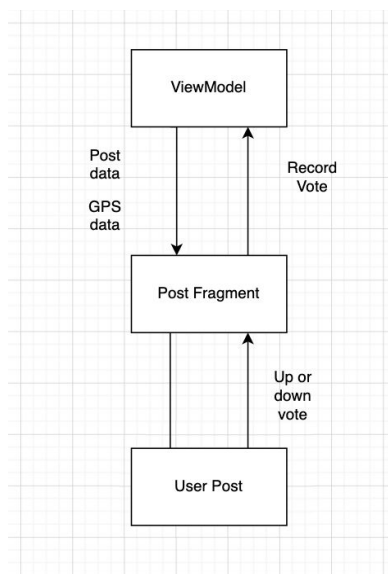 ViewModel
Post
data
GPS
data
Record
Vote
Post Fragment
Up or
down
vote
User Post